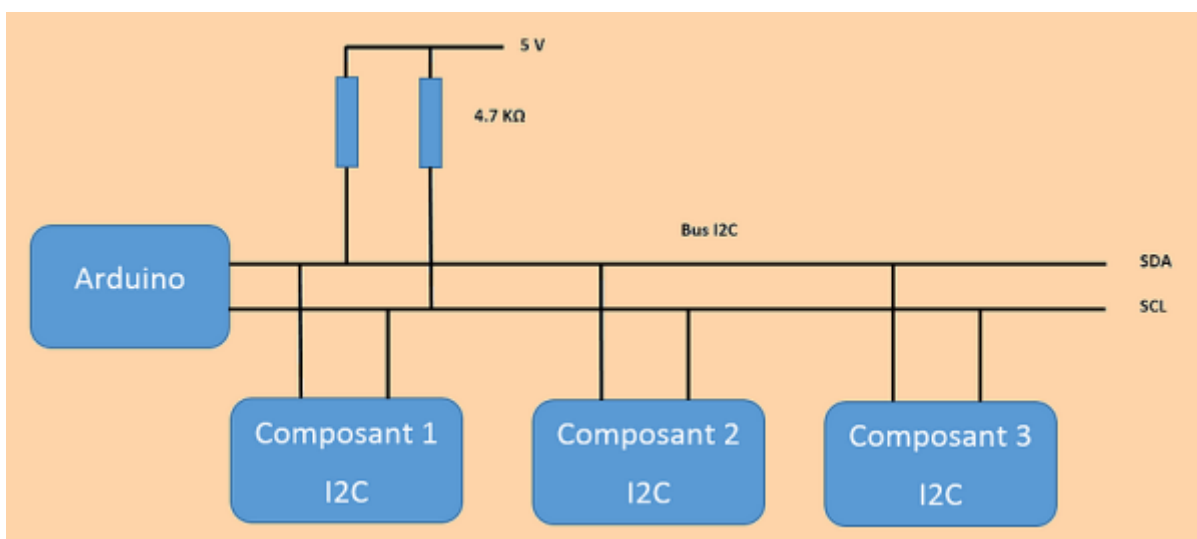 5 V
4.7 KΩ
Bus I2C
Arduino
SDA
SCL
Composant 1
I2C
Composant 2
I2C
Composant 3
I2C